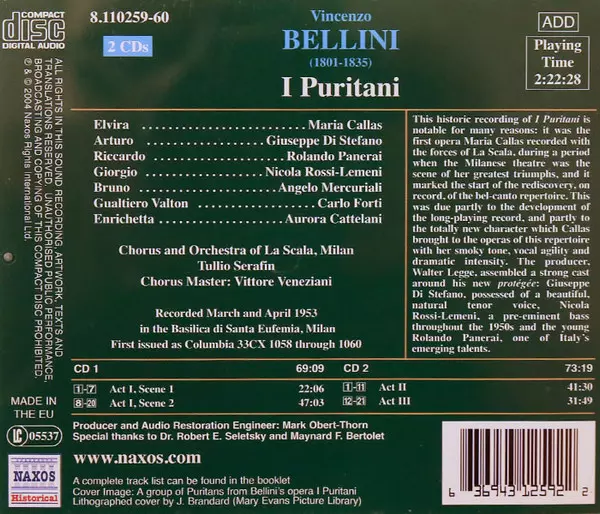 COMPACT
disc
DIGITAL AUDIO
8.110259-60
2 CDs
Vincenzo
BELLINI
(1801-1835)
I Puritani
ADD
Playing
Time
2:22:28
ALL RIGHTS IN THIS SOUND RECORDING, ARTWORK, TEXTS AND
TRANSLATIONS RESERVED. UNAUTHORISED PUBLIC PERFORMANCE,
BROADCASTING AND COPYING OF THIS COMPACT DISC PROHIBITED.
℗ & © 2004 Naxos Rights International Ltd.
Elvira .................... Maria Callas
Arturo ............... Giuseppe Di Stefano
Riccardo ................ Rolando Panerai
Giorgio .............. Nicola Rossi-Lemeni
Bruno ................ Angelo Mercuriali
Gualtiero Valton ............. Carlo Forti
Enrichetta .............. Aurora Cattelani
Chorus and Orchestra of La Scala, Milan
Tullio Serafin
Chorus Master: Vittore Veneziani
Recorded March and April 1953
in the Basilica di Santa Eufemia, Milan
First issued as Columbia 33CX 1058 through 1060
This historic recording of I Puritani is
notable for many reasons: it was the
first opera Maria Callas recorded with
the forces of La Scala, during a period
when the Milanese theatre was the
scene of her greatest triumphs, and it
marked the start of the rediscovery, on
record, of the bel-canto repertoire. This
was due partly to the development of
the long-playing record, and partly to
the totally new character which Callas
brought to the operas of this repertoire
with her smoky tone, vocal agility and
dramatic intensity. The producer,
Walter Legge, assembled a strong cast
around his new protégée: Giuseppe
Di Stefano, possessed of a beautiful,
natural tenor voice, Nicola
Rossi-Lemeni, a pre-eminent bass
throughout the 1950s and the young
Rolando Panerai, one of Italy's
emerging talents.
CD 1 69:09
1-7 Act I, Scene 1 22:06
8-20 Act I, Scene 2 47:03
CD 2 73:19
1-11 Act II 41:30
12-21 Act III 31:49
MADE IN
THE EU
LC 05537
Producer and Audio Restoration Engineer: Mark Obert-Thorn
Special thanks to Dr. Robert E. Seletsky and Maynard F. Bertolet
NAXOS
Historical
www.naxos.com
A complete track list can be found in the booklet
Cover Image: A group of Puritans from Bellini's opera I Puritani
Lithographed cover by J. Brandard (Mary Evans Picture Library)
6 36943 12592 2